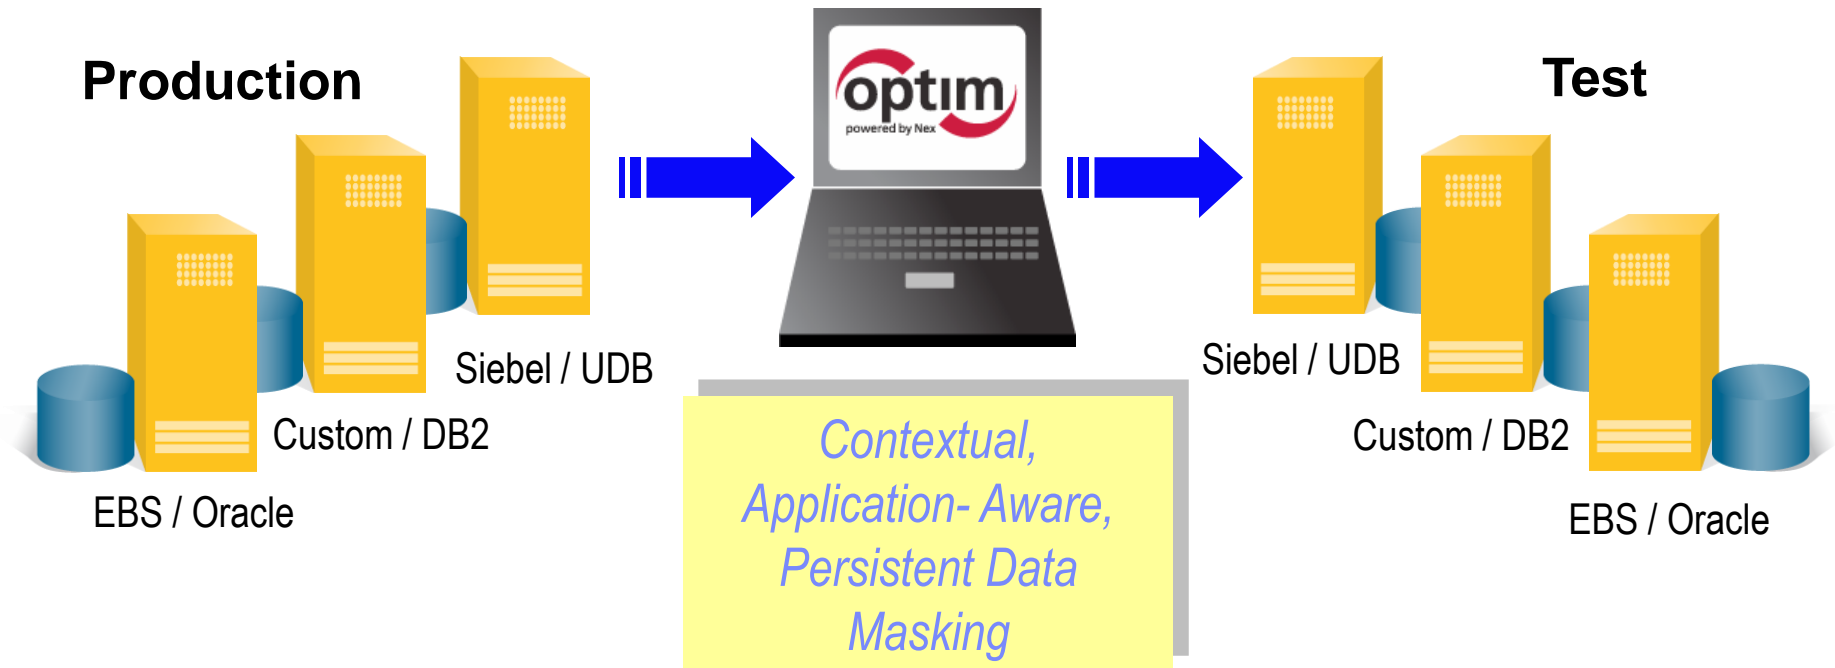 Production
Test
optim
powered by Nex
Siebel / UDB
Custom / DB2
EBS / Oracle
Siebel / UDB
Custom / DB2
EBS / Oracle
Contextual,
Application- Aware,
Persistent Data
Masking